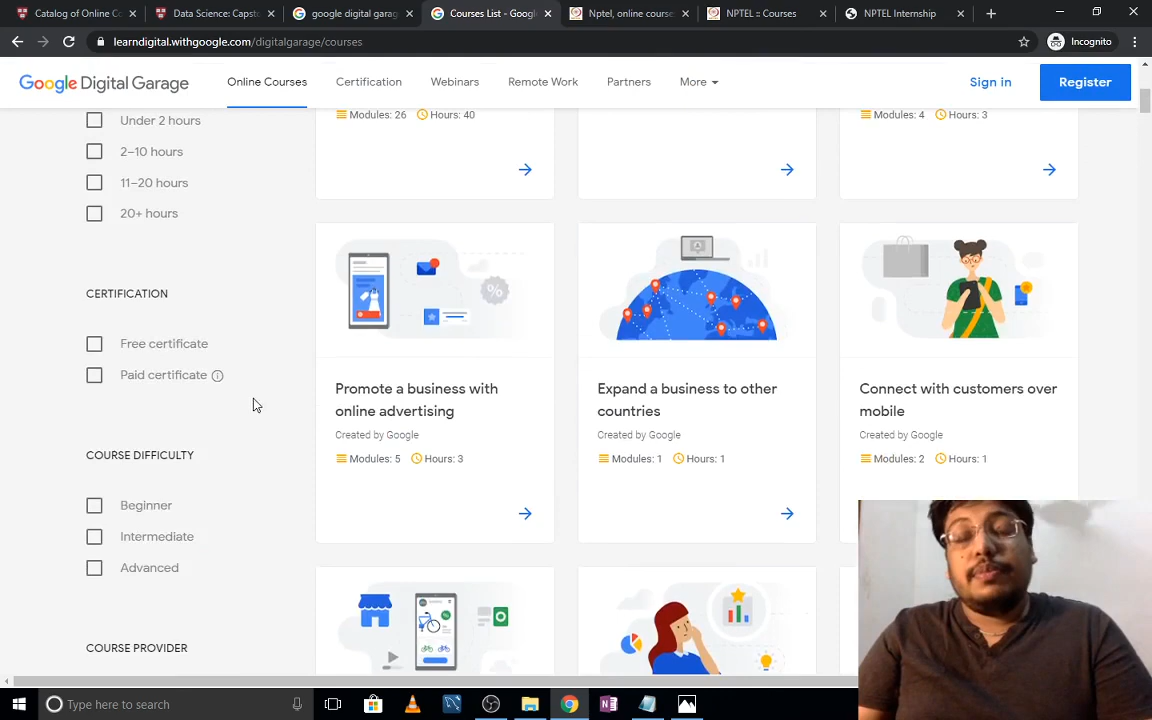 Catalog of Online Co
Data Science: Capst
google digital garag
Courses List - Googl
Nptel, online course
NPTEL :: Courses
NPTEL Internship
learndigital.withgoogle.com/digitalgarage/courses
Incognito
Google Digital Garage
Online Courses
Certification
Webinars
Remote Work
Partners
More
Sign in
Register
Under 2 hours
2–10 hours
11–20 hours
20+ hours
CERTIFICATION
Free certificate
Paid certificate
COURSE DIFFICULTY
Beginner
Intermediate
Advanced
COURSE PROVIDER
Modules: 26 Hours: 40
Modules: 4 Hours: 3
Promote a business with
online advertising
Created by Google
Modules: 5 Hours: 3
Expand a business to other
countries
Created by Google
Modules: 1 Hours: 1
Connect with customers over
mobile
Created by Google
Modules: 2 Hours: 1
Type here to search